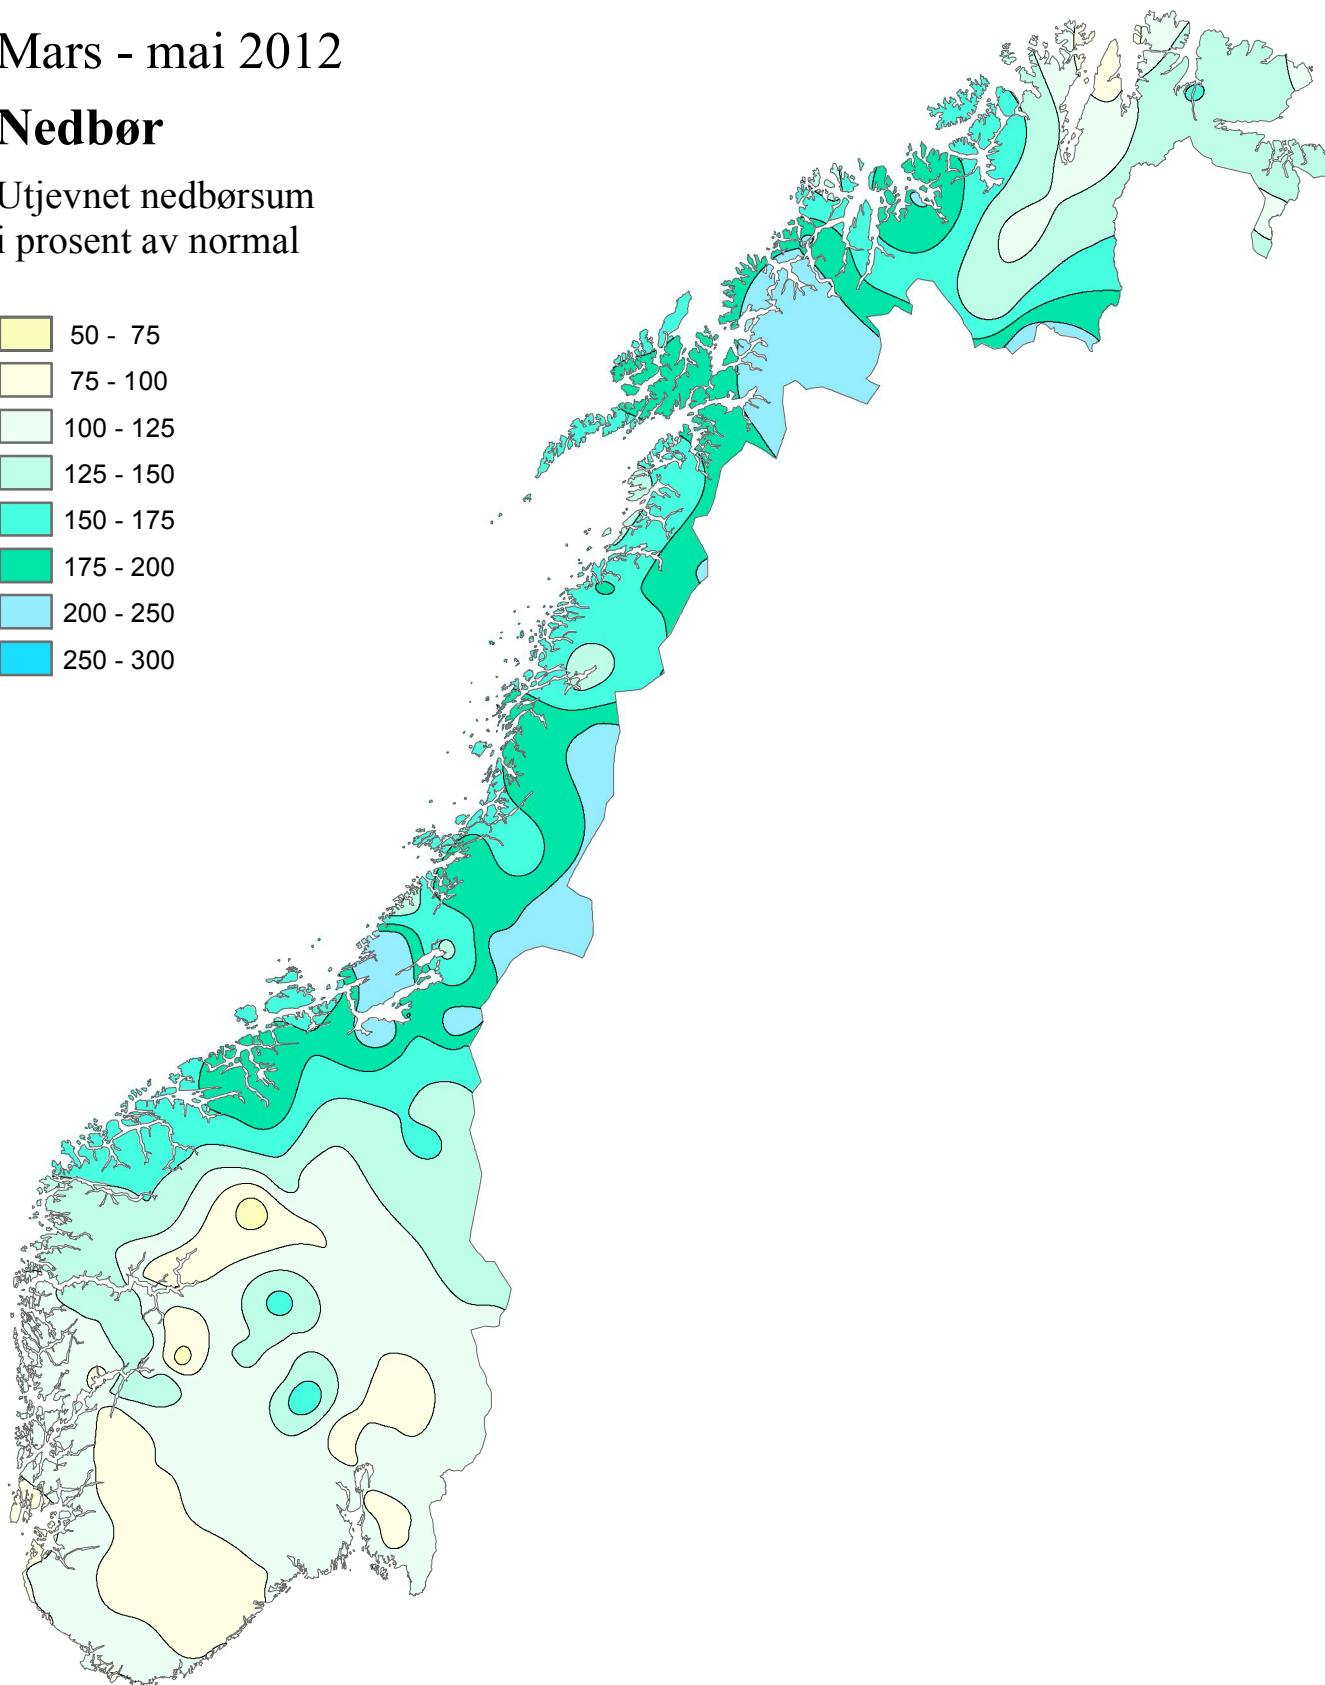 Mars - mai 2012
Nedbør
Utjevnet nedbørsum
i prosent av normal
50 - 75
75 - 100
100 - 125
125 - 150
150 - 175
175 - 200
200 - 250
250 - 300